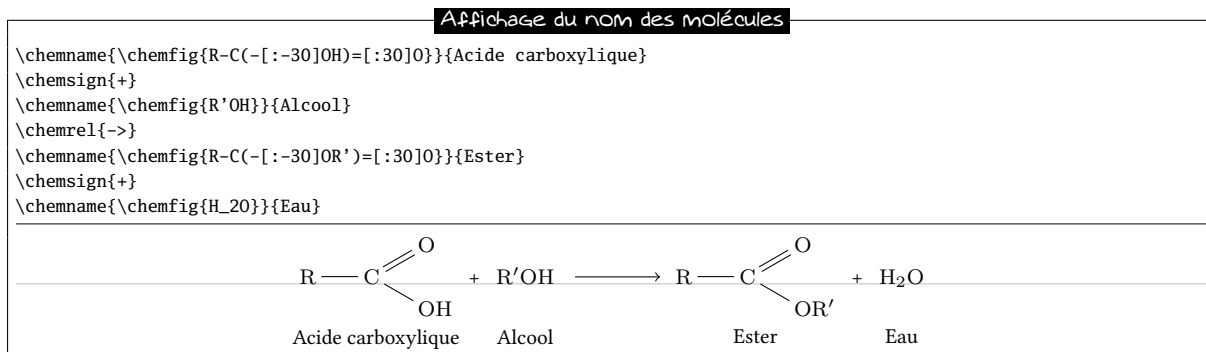 Affichage du nom des molécules
\chemname{\chemfig{R-C(-[:-30]OH)=[:30]O}}{Acide carboxylique}
\chemsign{+}
\chemname{\chemfig{R’OH}}{Alcool}
\chemrel{->}
\chemname{\chemfig{R-C(-[:-30]OR’)=[:30]O}}{Ester}
\chemsign{+}
\chemname{\chemfig{H_2O}}{Eau}
O O
R C + R′OH R C + H₂O
OH OR′
Acide carboxylique Alcool Ester Eau